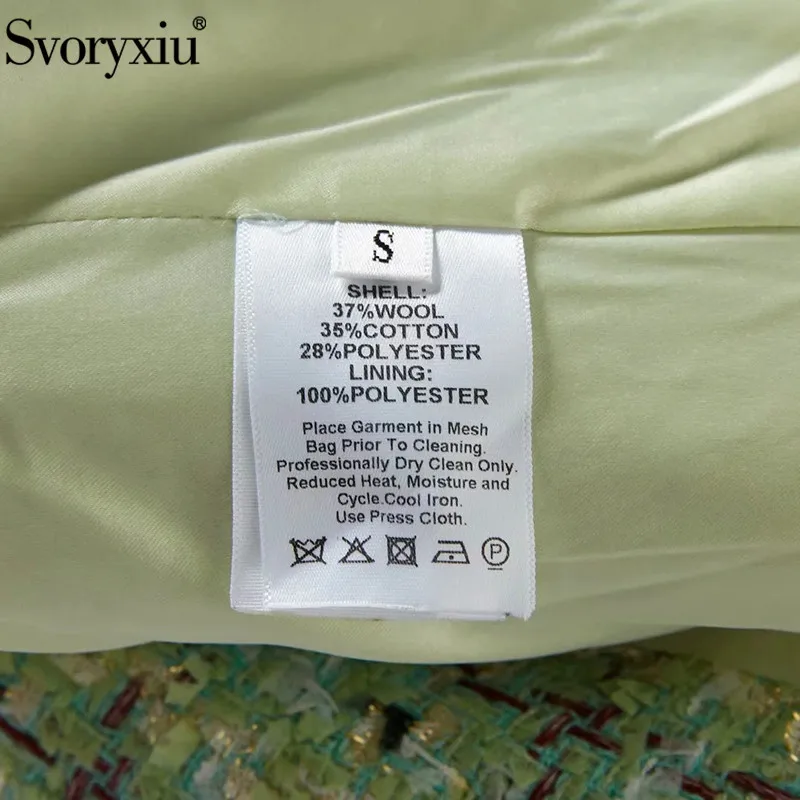 Svoryxiu®
S
SHELL:
37%WOOL
35%COTTON
28%POLYESTER
LINING:
100%POLYESTER
Place Garment in Mesh
Bag Prior To Cleaning.
Professionally Dry Clean Only.
Reduced Heat, Moisture and
Cycle.Cool Iron.
Use Press Cloth.
P